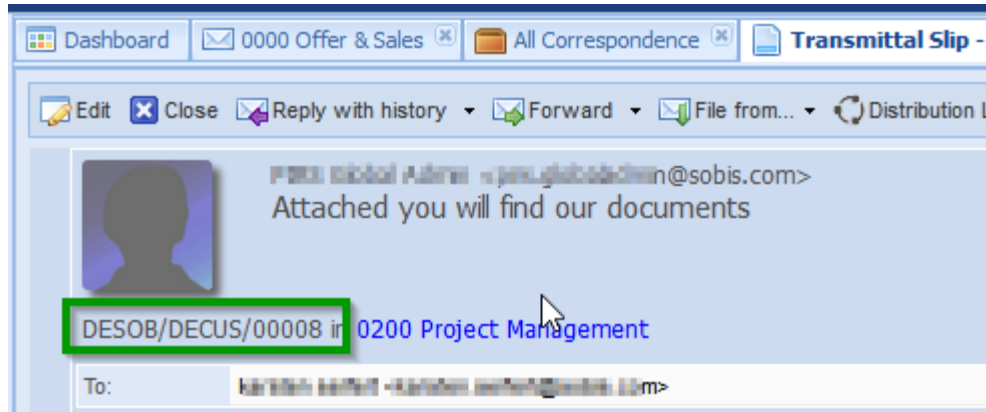 Dashboard 0000 Offer & Sales All Correspondence Transmittal Slip -
Edit Close Reply with history Forward File from... Distribution L
n@sobis.com>
Attached you will find our documents
DESOB/DECUS/00008 in 0200 Project Management
To: m>